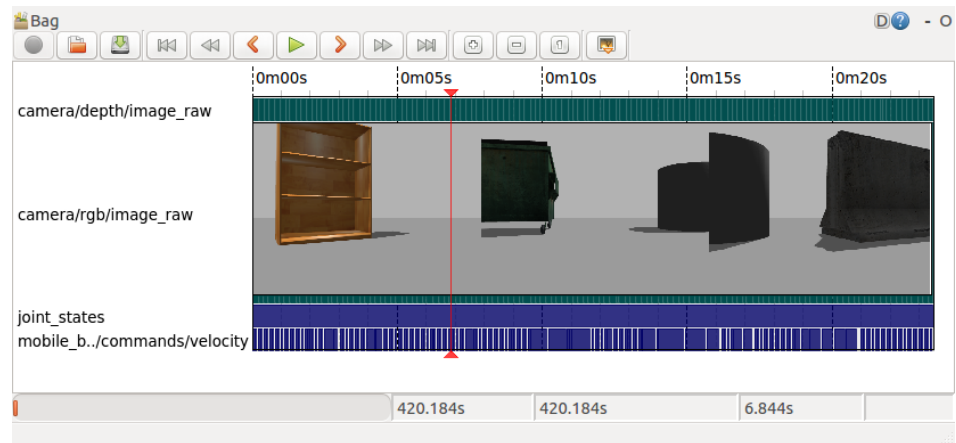 Bag
D ? - O
0m00s 0m05s 0m10s 0m15s 0m20s
camera/depth/image_raw
camera/rgb/image_raw
joint_states
mobile_b../commands/velocity
420.184s 420.184s 6.844s